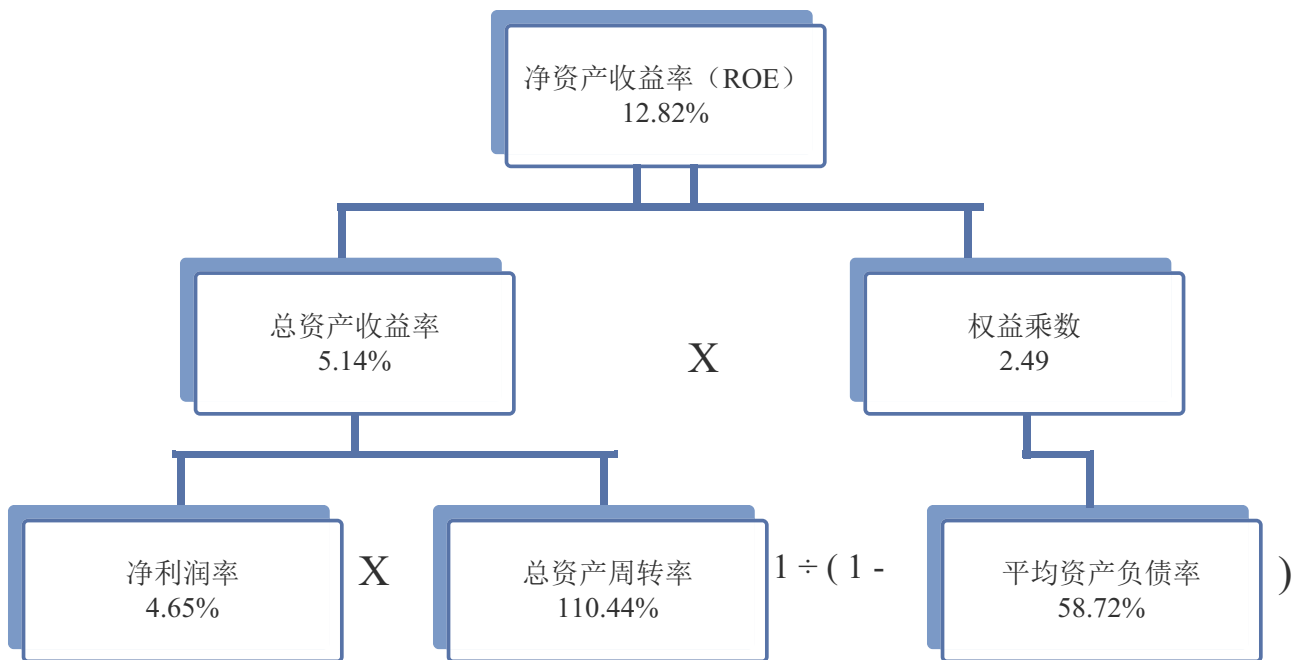 净资产收益率（ROE）
12.82%
总资产收益率
5.14%
X
权益乘数
2.49
净利润率
4.65%
X
总资产周转率
110.44%
1 ÷ ( 1 -
平均资产负债率
58.72%
)